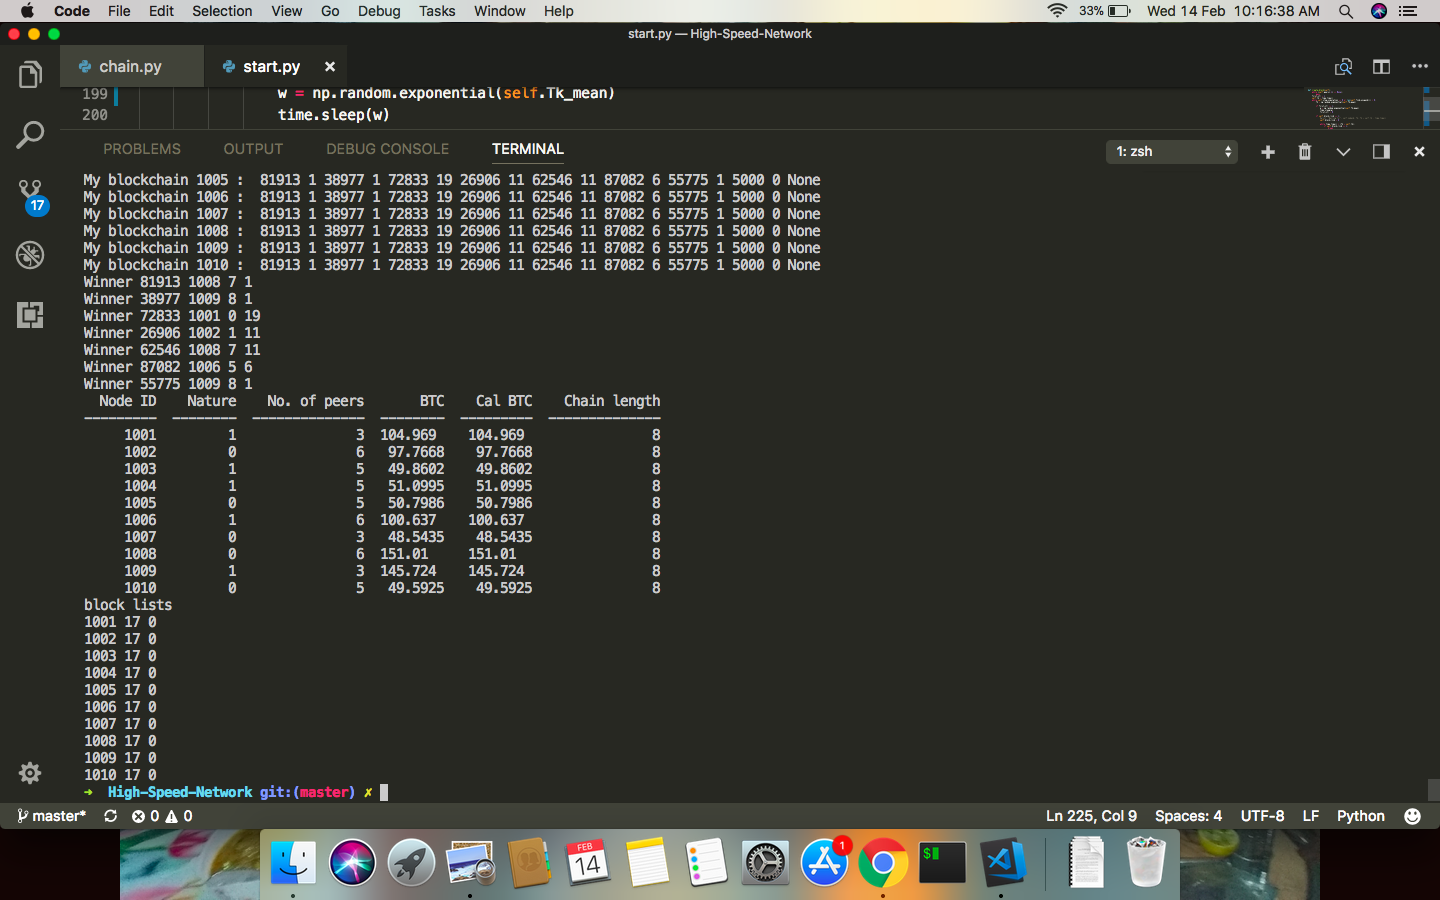 Code File Edit Selection View Go Debug Tasks Window Help 33% Wed 14 Feb 10:16:38 AM
start.py — High-Speed-Network
chain.py start.py
199 w = np.random.exponential(self.Tk_mean)
200 time.sleep(w)
PROBLEMS OUTPUT DEBUG CONSOLE TERMINAL 1: zsh
My blockchain 1005 : 81913 1 38977 1 72833 19 26906 11 62546 11 87082 6 55775 1 5000 0 None
My blockchain 1006 : 81913 1 38977 1 72833 19 26906 11 62546 11 87082 6 55775 1 5000 0 None
My blockchain 1007 : 81913 1 38977 1 72833 19 26906 11 62546 11 87082 6 55775 1 5000 0 None
My blockchain 1008 : 81913 1 38977 1 72833 19 26906 11 62546 11 87082 6 55775 1 5000 0 None
My blockchain 1009 : 81913 1 38977 1 72833 19 26906 11 62546 11 87082 6 55775 1 5000 0 None
My blockchain 1010 : 81913 1 38977 1 72833 19 26906 11 62546 11 87082 6 55775 1 5000 0 None
Winner 81913 1008 7 1
Winner 38977 1009 8 1
Winner 72833 1001 0 19
Winner 26906 1002 1 11
Winner 62546 1008 7 11
Winner 87082 1006 5 6
Winner 55775 1009 8 1
Node ID Nature No. of peers BTC Cal BTC Chain length
--------- -------- -------------- -------- --------- --------------
1001 1 3 104.969 104.969 8
1002 0 6 97.7668 97.7668 8
1003 1 5 49.8602 49.8602 8
1004 1 5 51.0995 51.0995 8
1005 0 5 50.7986 50.7986 8
1006 1 6 100.637 100.637 8
1007 0 3 48.5435 48.5435 8
1008 0 6 151.01 151.01 8
1009 1 3 145.724 145.724 8
1010 0 5 49.5925 49.5925 8
block lists
1001 17 0
1002 17 0
1003 17 0
1004 17 0
1005 17 0
1006 17 0
1007 17 0
1008 17 0
1009 17 0
1010 17 0
➜ High-Speed-Network git:(master) ✗
17
master* 0 0 Ln 225, Col 9 Spaces: 4 UTF-8 LF Python
FEB
14
1
$